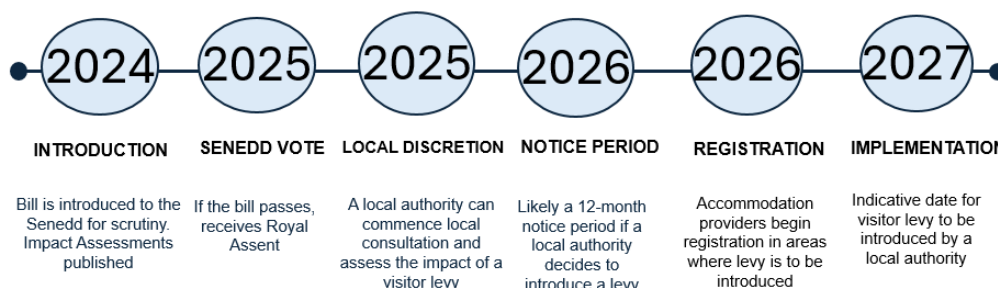 2024
2025
2025
2026
2026
2027
INTRODUCTION
SENEDD VOTE
LOCAL DISCRETION
NOTICE PERIOD
REGISTRATION
IMPLEMENTATION
Bill is introduced to the
Senedd for scrutiny.
Impact Assessments
published
If the bill passes,
receives Royal
Assent
A local authority can
commence local
consultation and
assess the impact of a
visitor levy
Likely a 12-month
notice period if a
local authority
decides to
introduce a levy
Accommodation
providers begin
registration in areas
where levy is to be
introduced
Indicative date for
visitor levy to be
introduced by a
local authority